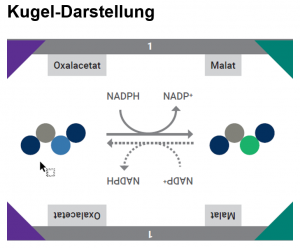 Kugel-Darstellung
1
Oxalacetat Malat
NADPH NADP⁺
NADPH NADP⁺
Oxalacetat Malat
1